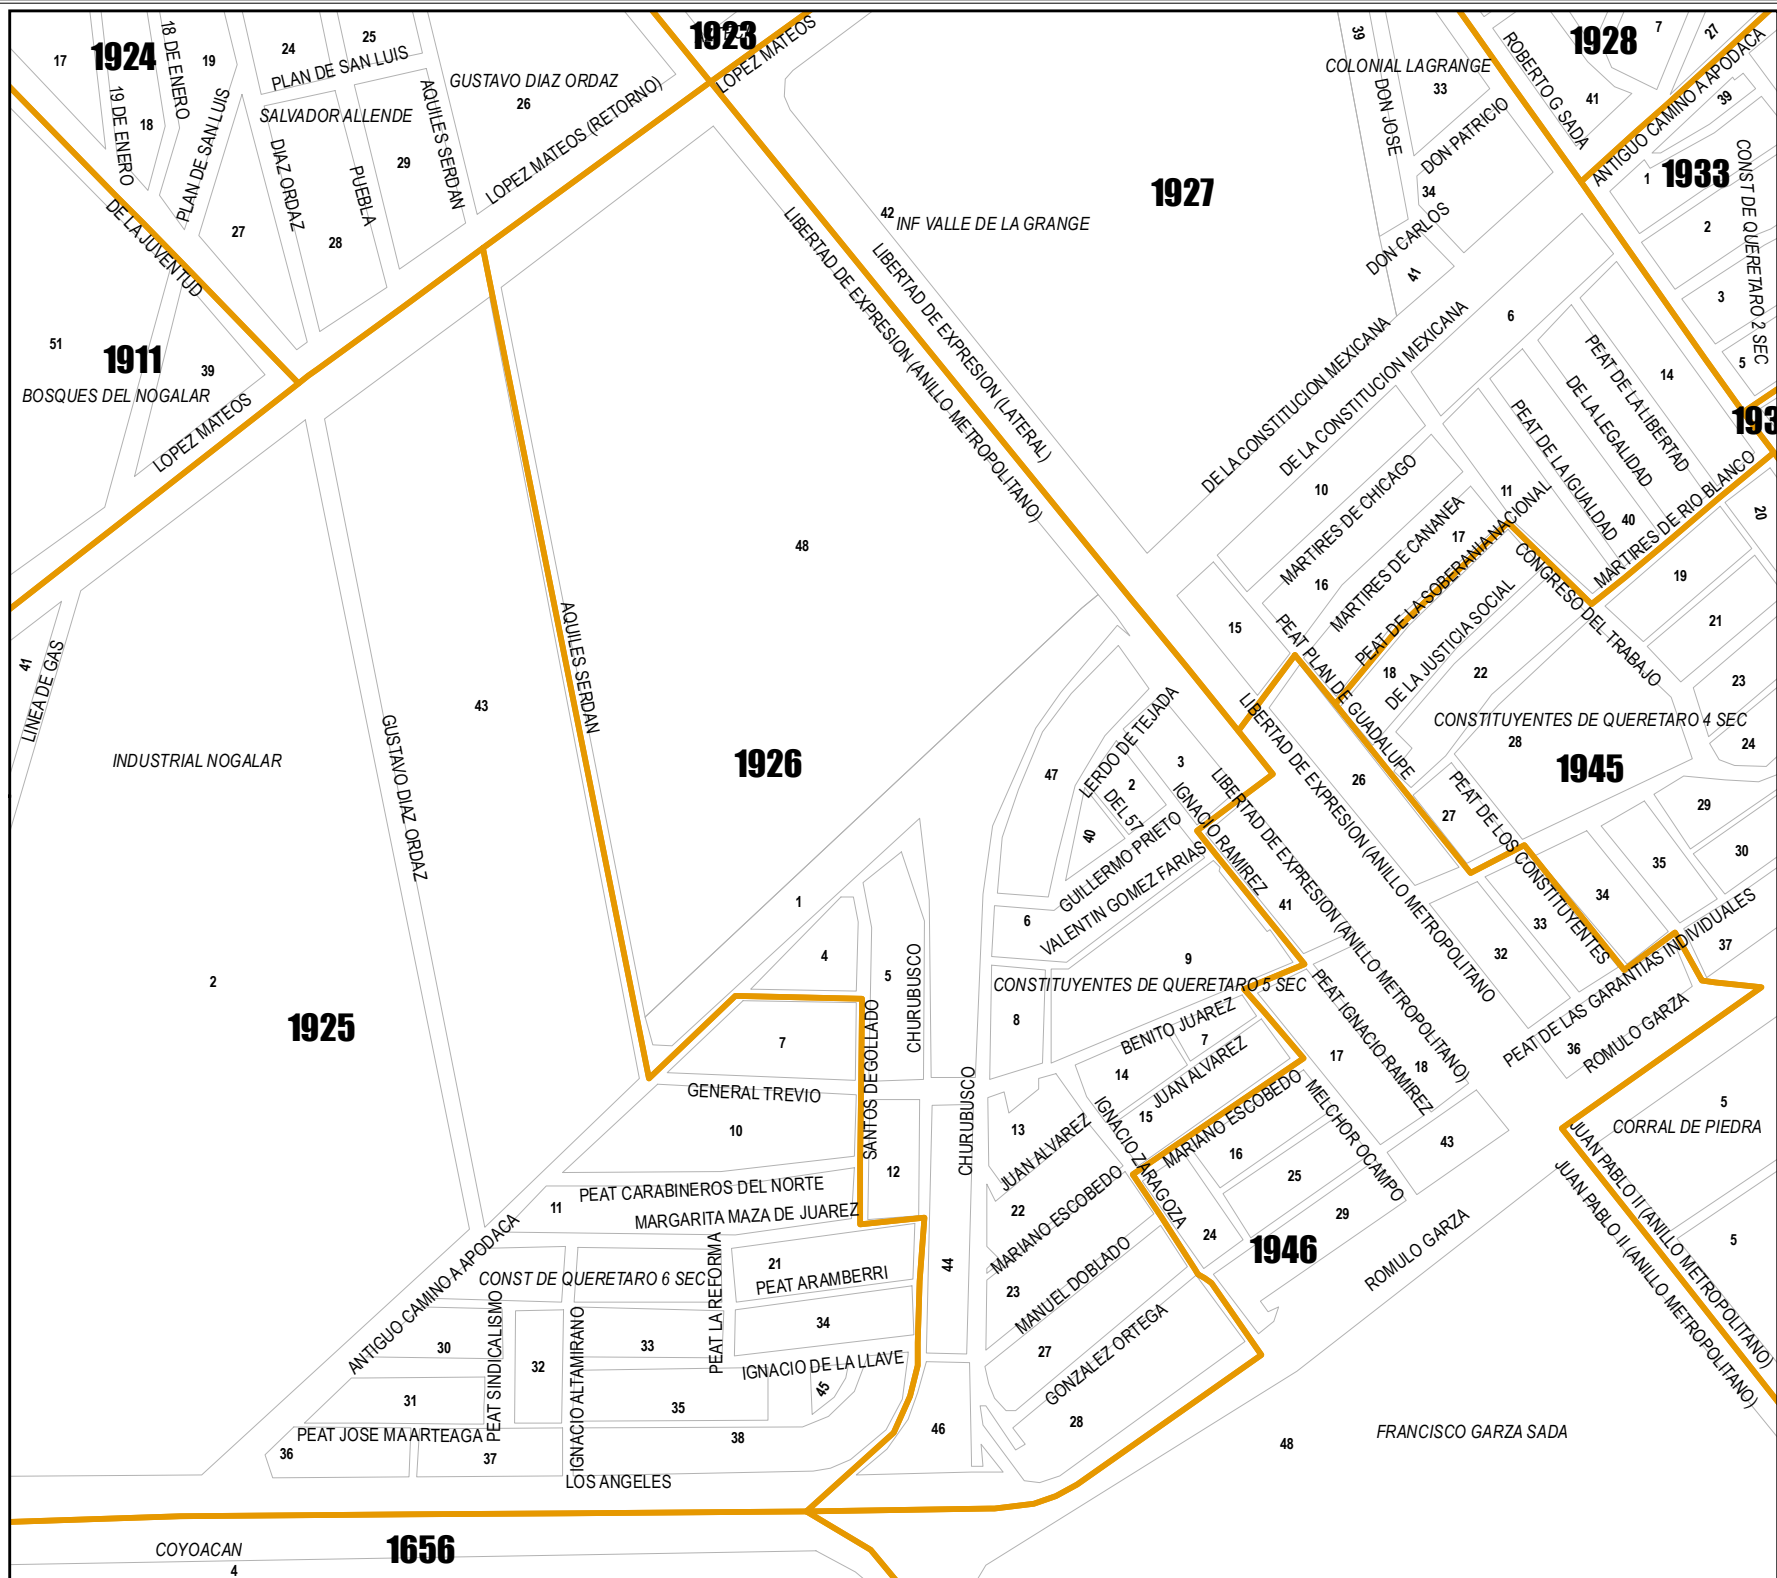 1924
1923
1928
1927
1933
1911
193
1926
1945
1925
1946
1656
17
18 DE ENERO
19
24
25
PLAN DE SAN LUIS
GUSTAVO DIAZ ORDAZ
26
LOPEZ MATEOS
39
DON JOSE
COLONIAL LAGRANGE
33
ROBERTO G SADA
7
27
41
ANTIGUO CAMINO A APODACA
39
19 DE ENERO
18
PLAN DE SAN LUIS
SALVADOR ALLENDE
DIAZ ORDAZ
PUEBLA
29
AQUILES SERDAN
LOPEZ MATEOS (RETORNO)
DON PATRICIO
34
DON CARLOS
41
1
2
3
5
CONST DE QUERETARO 2 SEC
DE LA JUVENTUD
27
28
42
INF VALLE DE LA GRANGE
LIBERTAD DE EXPRESION (ANILLO METROPOLITANO)
LIBERTAD DE EXPRESION (LATERAL)
51
39
BOSQUES DEL NOGALAR
LOPEZ MATEOS
DE LA CONSTITUCION MEXICANA
DE LA CONSTITUCION MEXICANA
6
PEAT DE LA LIBERTAD
14
DE LA LEGALIDAD
PEAT DE LA IGUALDAD
40
MARTIRES DE RIO BLANCO
20
10
MARTIRES DE CHICAGO
16
MARTIRES DE CANANEA
17
11
PEAT DE LA SOBERANIA NACIONAL
CONGRESO DEL TRABAJO
19
21
23
24
48
15
PEAT PLAN DE GUADALUPE
18
DE LA JUSTICIA SOCIAL
22
CONSTITUYENTES DE QUERETARO 4 SEC
28
41
LINEA DE GAS
43
AQUILES SERDAN
GUSTAVO DIAZ ORDAZ
INDUSTRIAL NOGALAR
47
LERDO DE TEJADA
2
DEL 57
40
3
IGNACIO RAMIREZ
LIBERTAD DE EXPRESION (ANILLO METROPOLITANO)
LIBERTAD DE EXPRESION (ANILLO METROPOLITANO)
26
27
PEAT DE LOS CONSTITUYENTES
29
30
35
34
33
32
GUILLERMO PRIETO
VALENTIN GOMEZ FARIAS
6
41
9
PEAT DE LAS GARANTIAS INDIVIDUALES
37
36
ROMULO GARZA
1
4
5
CHURUBUSCO
CONSTITUYENTES DE QUERETARO 5 SEC
2
8
BENITO JUAREZ
7
JUAN ALVAREZ
14
15
PEAT IGNACIO RAMIREZ
17
18
7
SANTOS DEGOLLADO
GENERAL TREVIO
10
12
CHURUBUSCO
13
JUAN ALVAREZ
IGNACIO ZARAGOZA
MARIANO ESCOBEDO
MELCHOR OCAMPO
16
25
29
43
5
CORRAL DE PIEDRA
JUAN PABLO II (ANILLO METROPOLITANO)
JUAN PABLO II (ANILLO METROPOLITANO)
5
11
PEAT CARABINEROS DEL NORTE
MARGARITA MAZA DE JUAREZ
22
MARIANO ESCOBEDO
24
ROMULO GARZA
ANTIGUO CAMINO A APODACA
CONST DE QUERETARO 6 SEC
PEAT LA REFORMA
21
PEAT ARAMBERRI
44
23
MANUEL DOBLADO
30
PEAT SINDICALISMO
32
IGNACIO ALTAMIRANO
33
34
IGNACIO DE LA LLAVE
27
GONZALEZ ORTEGA
31
35
45
28
PEAT JOSE MA ARTEAGA
36
37
38
46
48
FRANCISCO GARZA SADA
LOS ANGELES
COYOACAN
4